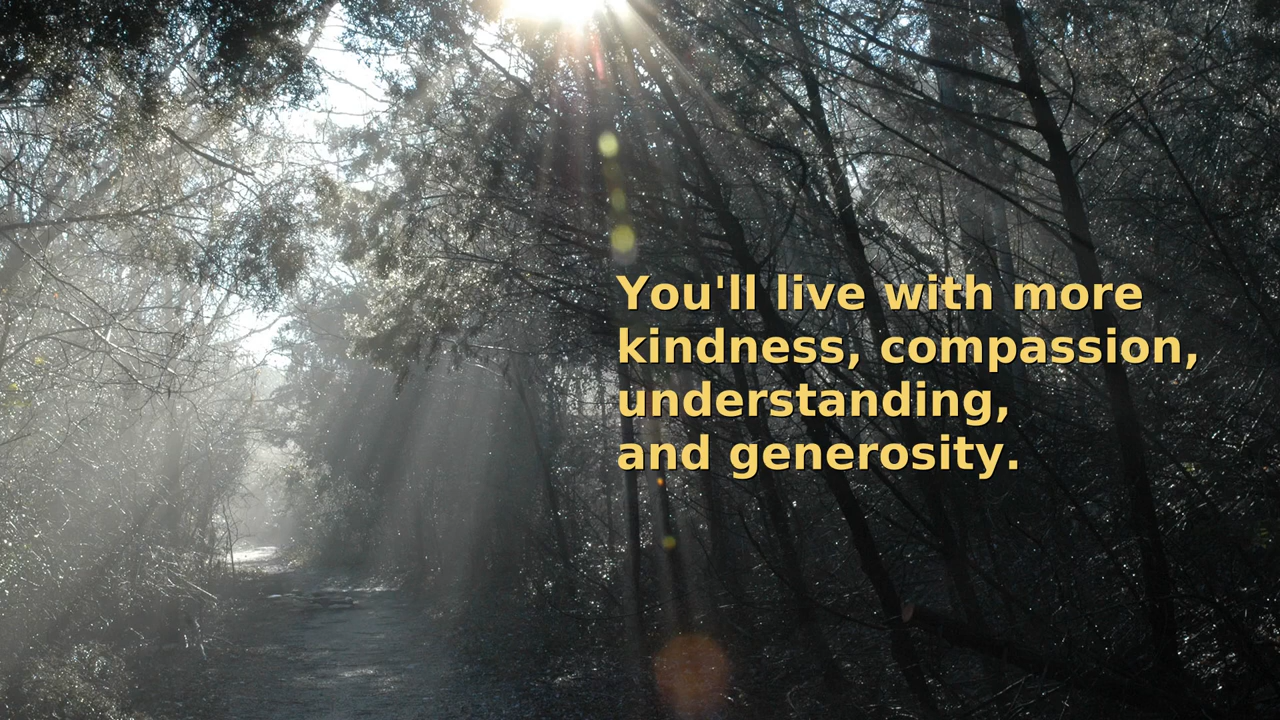 You'll live with more
kindness, compassion,
understanding,
and generosity.